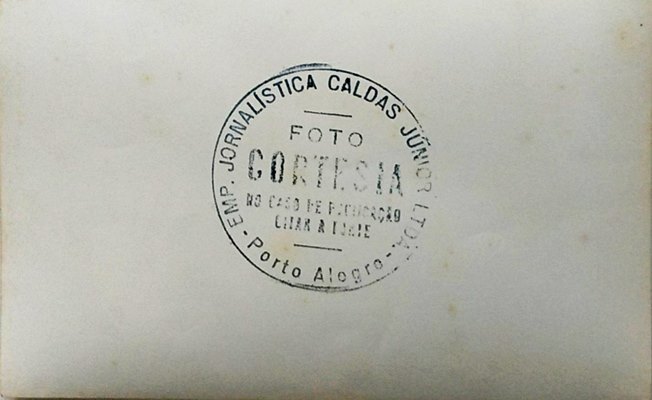 EMP. JORNALÍSTICA CALDAS JÚNIOR LTDA.
FOTO
CORTESIA
NO CASO DE PUBLICAÇÃO
CITAR A FONTE
- Porto Alegre -